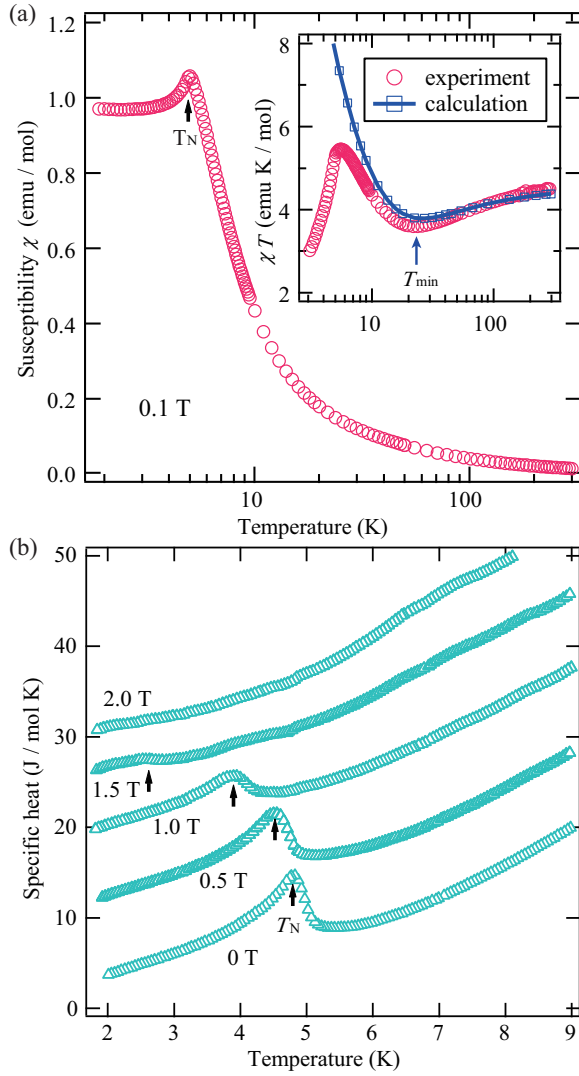 (a)
Susceptibility χ (emu / mol)
1.2
1.0
0.8
0.6
0.4
0.2
0.0
T_N
0.1 T
10
100
Temperature (K)
χT (emu K / mol)
8
6
4
2
experiment
calculation
T_min
10
100
(b)
Specific heat (J / mol K)
50
40
30
20
10
0
2.0 T
1.5 T
1.0 T
0.5 T
0 T
T_N
2 3 4 5 6 7 8 9
Temperature (K)